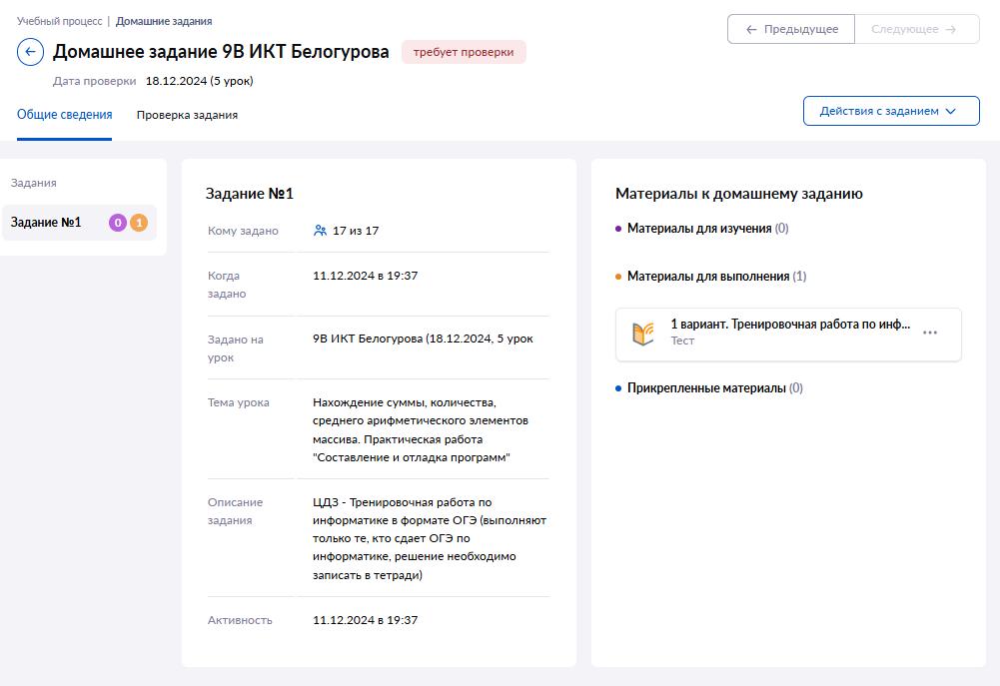 Учебный процесс | Домашние задания
Домашнее задание 9В ИКТ Белогурова
требует проверки
Предыдущее
Следующее
Дата проверки 18.12.2024 (5 урок)
Общие сведения
Проверка задания
Действия с заданием
Задания
Задание №1
0
1
Задание №1
Кому задано
17 из 17
Когда
задано
11.12.2024 в 19:37
Задано на
урок
9В ИКТ Белогурова (18.12.2024, 5 урок
Тема урока
Нахождение суммы, количества,
среднего арифметического элементов
массива. Практическая работа
"Составление и отладка программ"
Описание
задания
ЦДЗ - Тренировочная работа по
информатике в формате ОГЭ (выполняют
только те, кто сдает ОГЭ по
информатике, решение необходимо
записать в тетради)
Активность
11.12.2024 в 19:37
Материалы к домашнему заданию
Материалы для изучения (0)
Материалы для выполнения (1)
1 вариант. Тренировочная работа по инф...
Тест
Прикрепленные материалы (0)